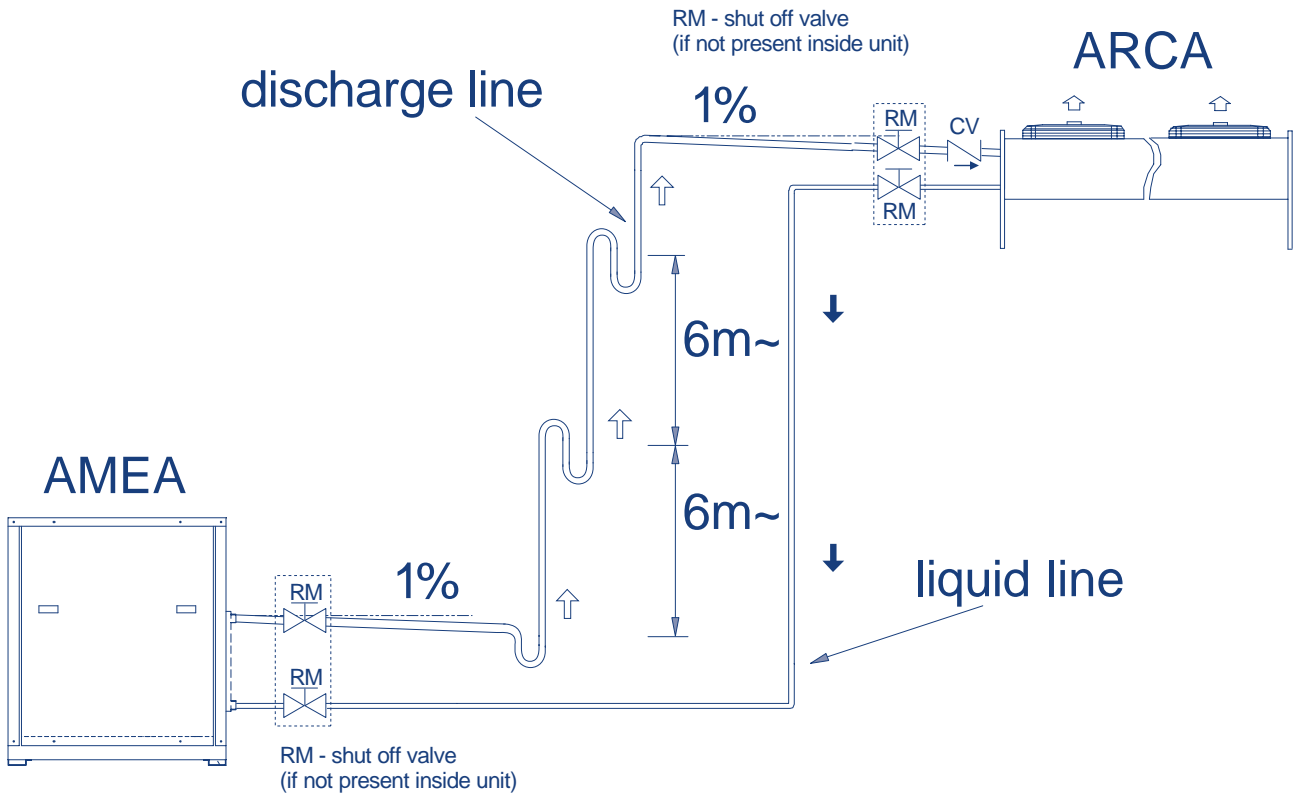 RM - shut off valve
(if not present inside unit)
ARCA
discharge line
1%
RM
CV
RM
6m~
AMEA
6m~
1%
liquid line
RM
RM
RM - shut off valve
(if not present inside unit)